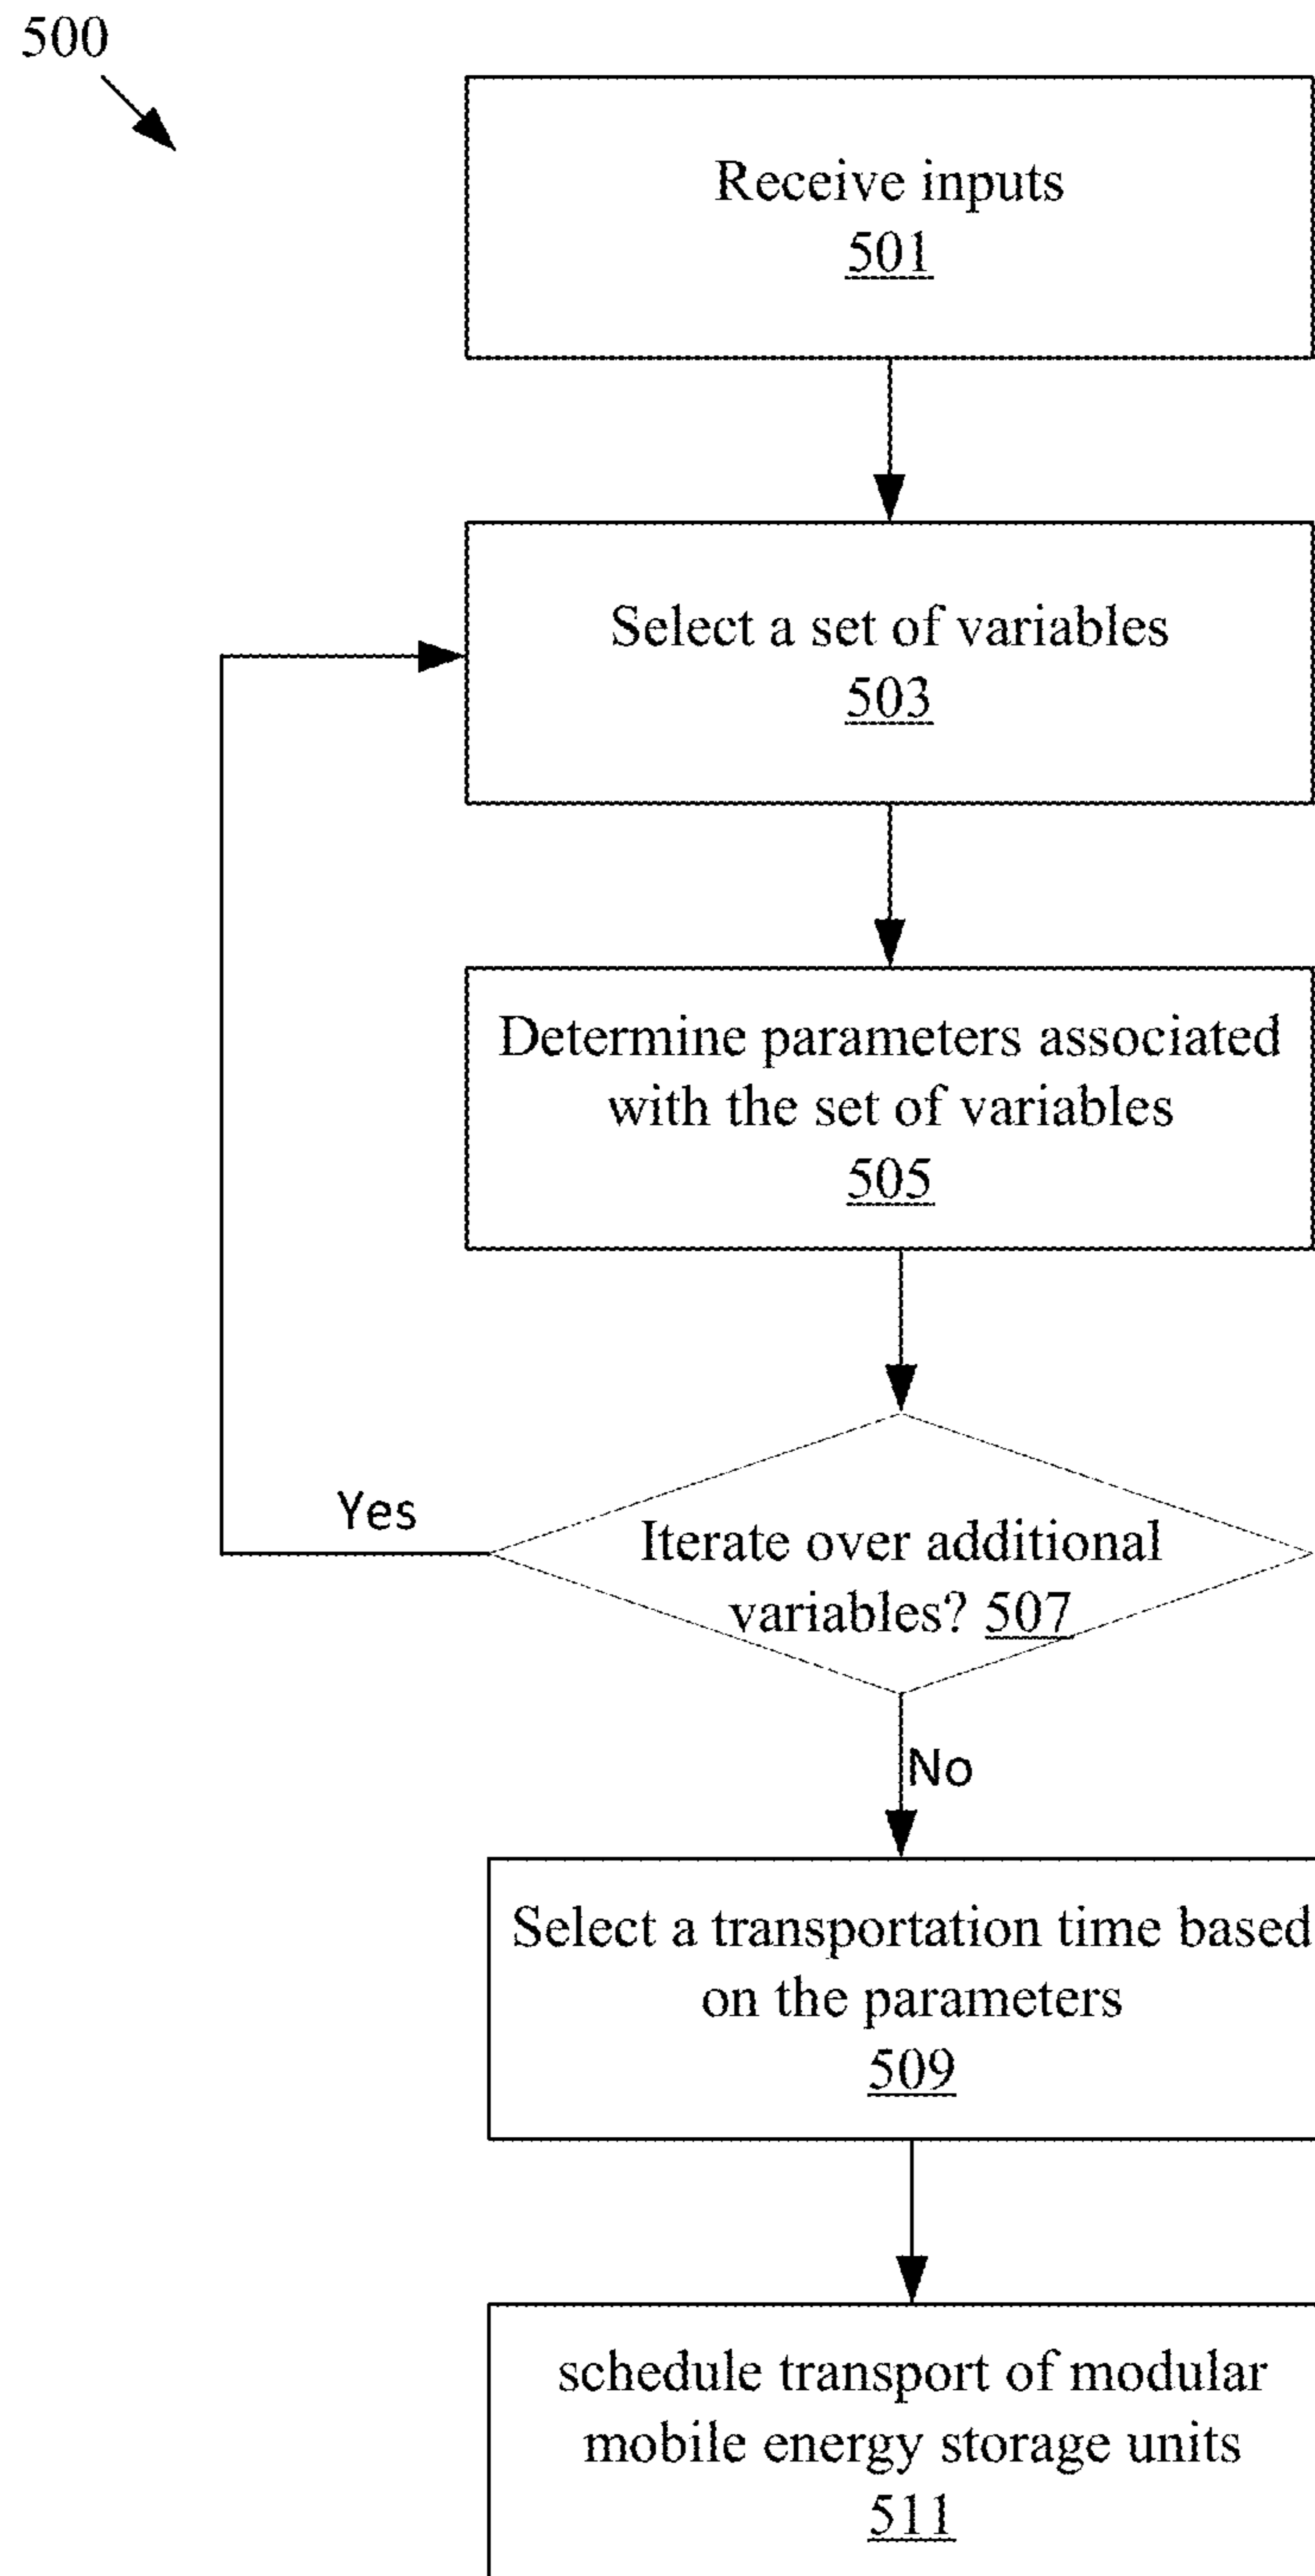 500
Receive inputs
501
Select a set of variables
503
Determine parameters associated
with the set of variables
505
Yes
Iterate over additional
variables? 507
No
Select a transportation time based
on the parameters
509
schedule transport of modular
mobile energy storage units
511